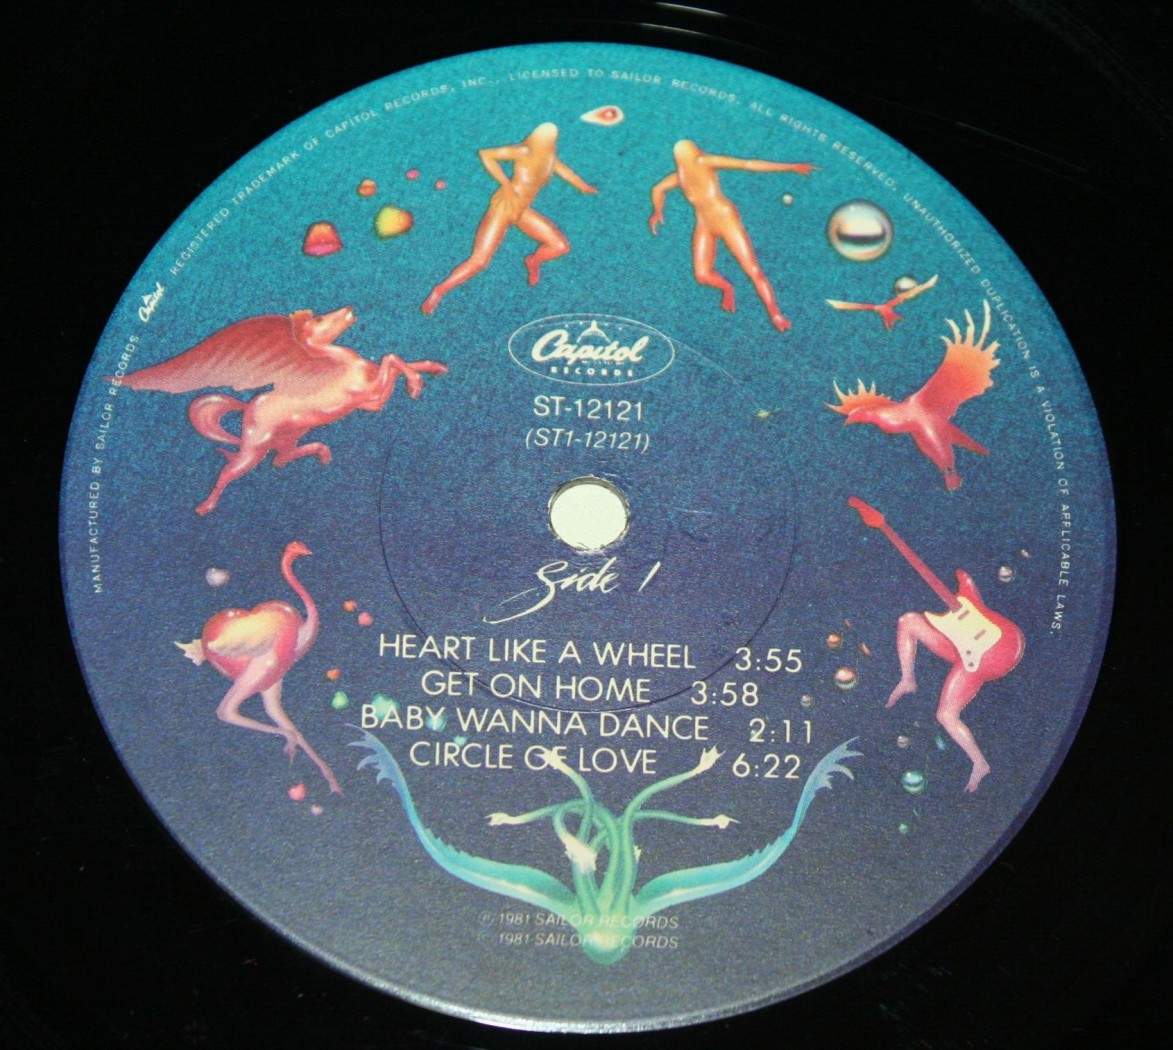 MANUFACTURED BY SAILOR RECORDS Capitol REGISTERED TRADEMARK OF CAPITOL RECORDS, INC., LICENSED TO SAILOR RECORDS. ALL RIGHTS RESERVED. UNAUTHORIZED DUPLICATION IS A VIOLATION OF APPLICABLE LAWS.
Capitol
RECORDS
ST-12121
(ST1-12121)
Side 1
HEART LIKE A WHEEL 3:55
GET ON HOME 3:58
BABY WANNA DANCE 2:11
CIRCLE OF LOVE 6:22
℗ 1981 SAILOR RECORDS
© 1981 SAILOR RECORDS